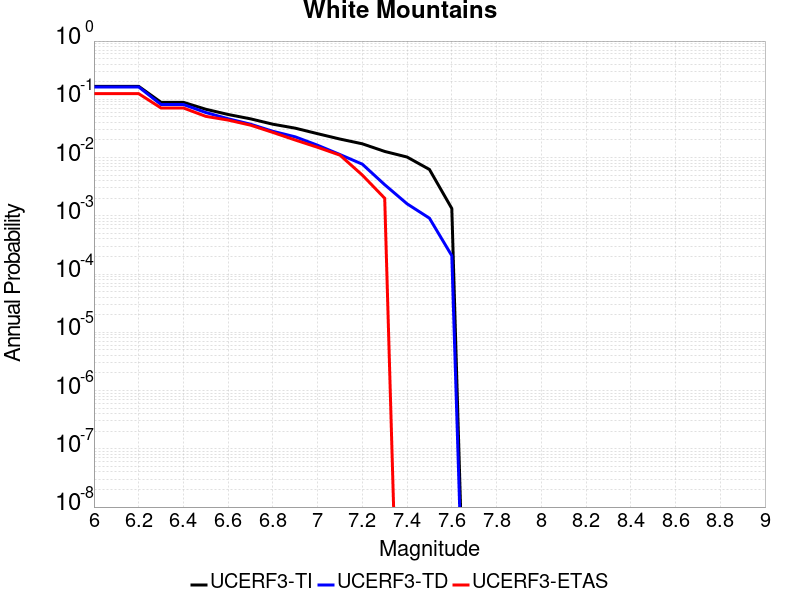 White Mountains
10^0
10^-1
10^-2
10^-3
10^-4
10^-5
10^-6
10^-7
10^-8
Annual Probability
6 6.2 6.4 6.6 6.8 7 7.2 7.4 7.6 7.8 8 8.2 8.4 8.6 8.8 9
Magnitude
UCERF3-TI UCERF3-TD UCERF3-ETAS